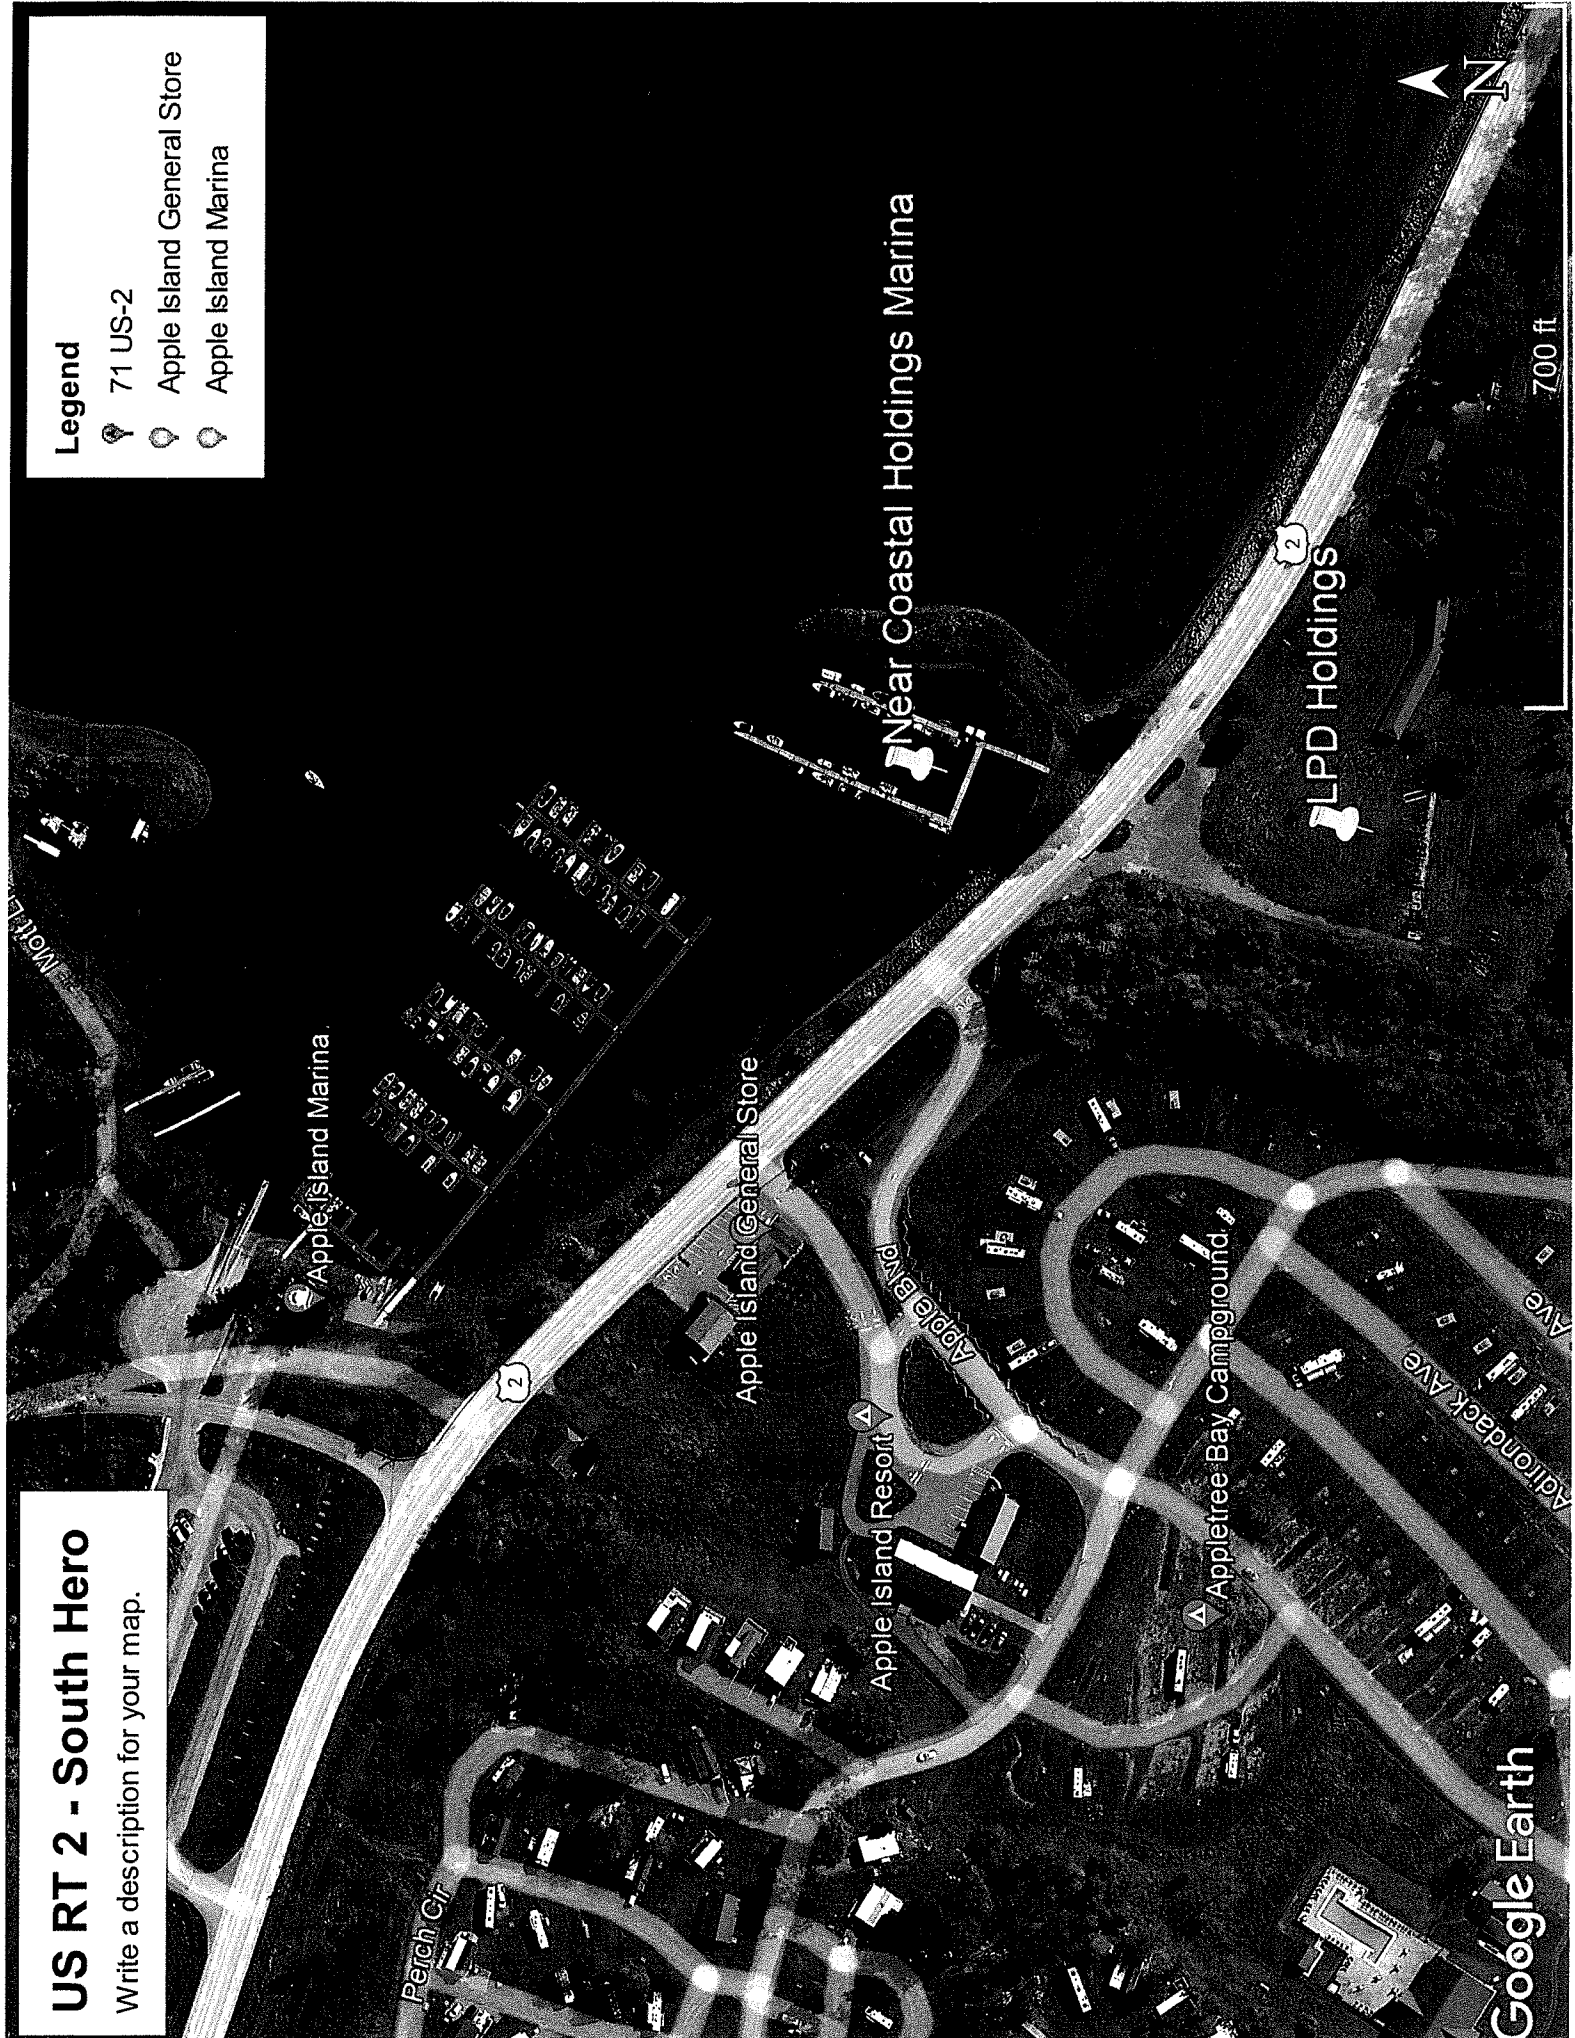 US RT 2 - South Hero
Write a description for your map.
Legend
71 US-2
Apple Island General Store
Apple Island Marina
Apple Island Marina
2
Apple Island General Store
Near Coastal Holdings Marina
Perch Cir
Apple Island Resort
Apple Blvd
Appletree Bay Campground
LPD Holdings
2
Adirondack Ave
Ave
Google Earth
700 ft
N